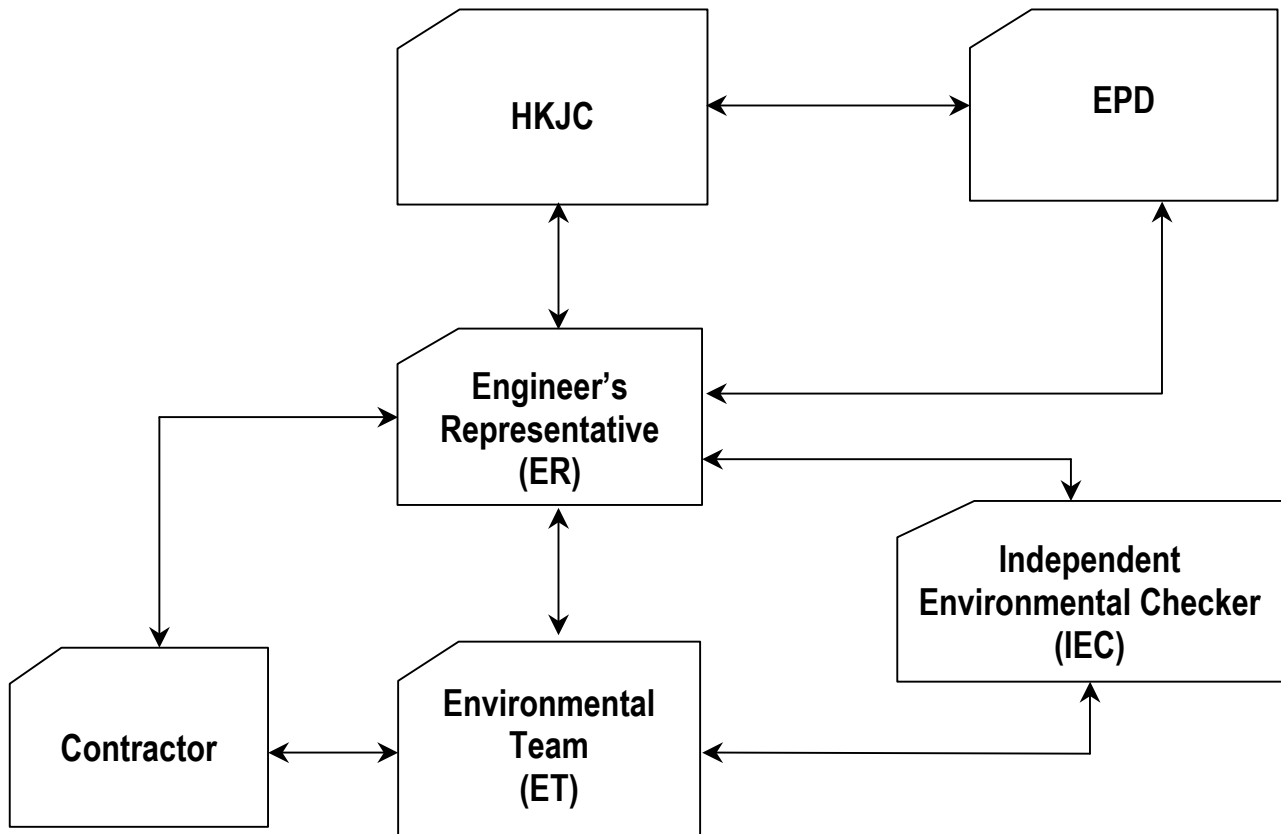 HKJC
EPD
Engineer’s
Representative
(ER)
Independent
Environmental Checker
(IEC)
Contractor
Environmental
Team
(ET)